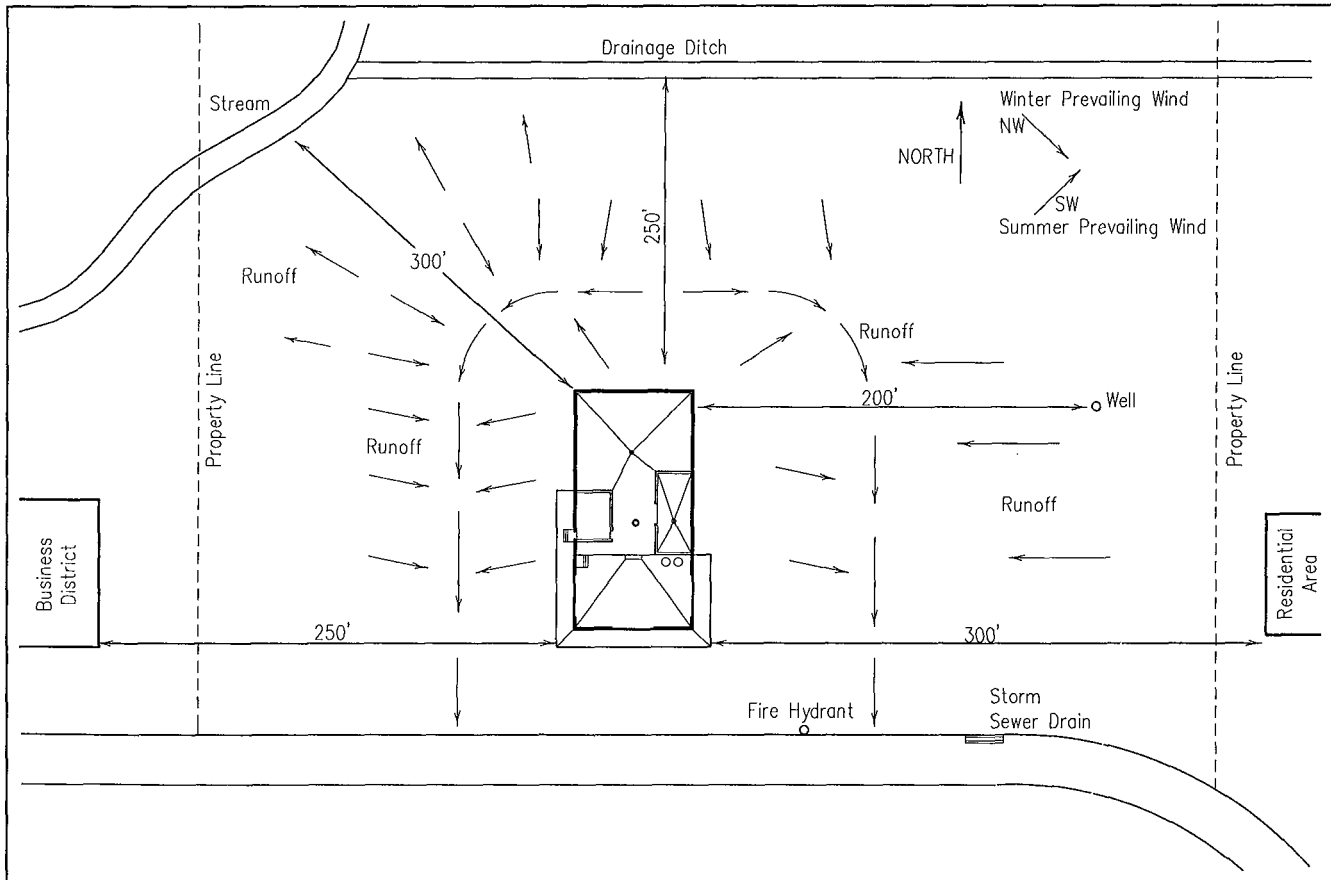 Drainage Ditch
Stream
Winter Prevailing Wind
NW
NORTH
SW
Summer Prevailing Wind
250'
300'
Runoff
Runoff
Property Line
Runoff
200'
Well
Property Line
Runoff
Business
District
Residential
Area
250'
300'
Fire Hydrant
Storm
Sewer Drain